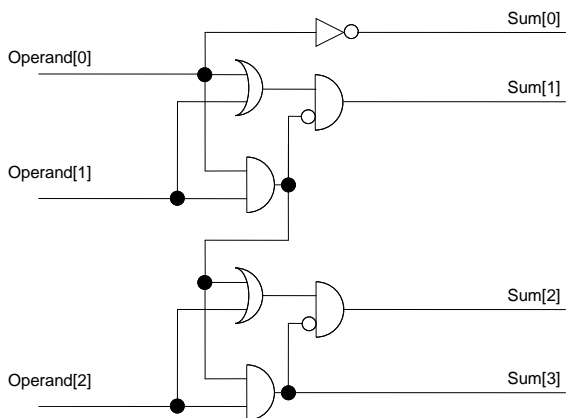 Sum[0]
Operand[0]
Sum[1]
Operand[1]
Sum[2]
Operand[2]
Sum[3]